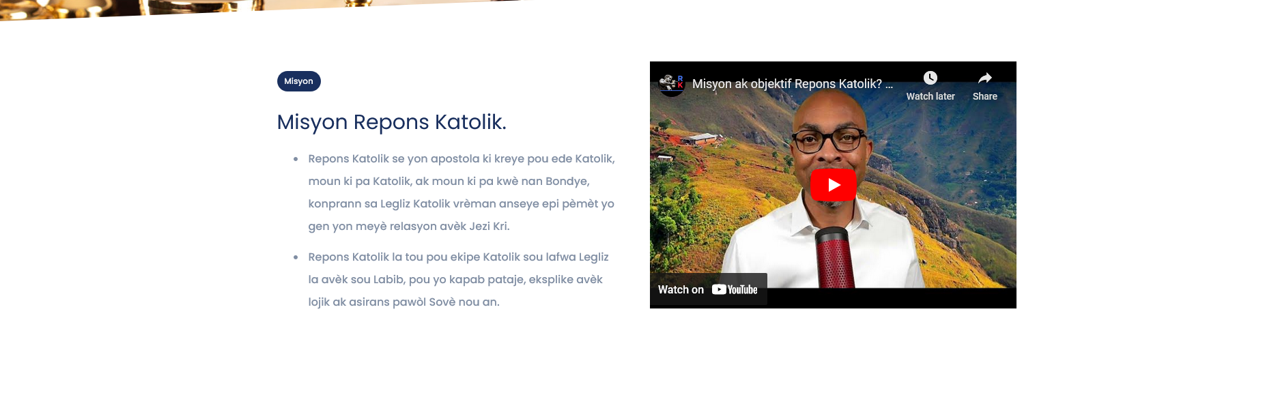 Misyon
Misyon Repons Katolik.
Repons Katolik se yon apostola ki kreye pou ede Katolik,
moun ki pa Katolik, ak moun ki pa kwè nan Bondye,
konprann sa Legliz Katolik vrèman anseye epi pèmèt yo
gen yon meyè relasyon avèk Jezi Kri.
Repons Katolik la tou pou ekipe Katolik sou lafwa Legliz
la avèk sou Labib, pou yo kapab pataje, eksplike avèk
lojik ak asirans pawòl Sovè nou an.
R
K
Misyon ak objektif Repons Katolik? ...
Watch later
Share
Watch on YouTube